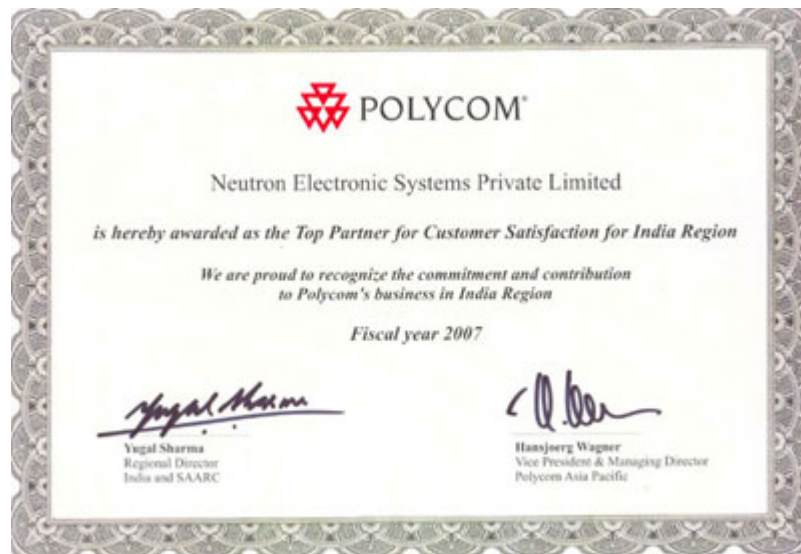 POLYCOM®
Neutron Electronic Systems Private Limited
is hereby awarded as the Top Partner for Customer Satisfaction for India Region
We are proud to recognize the commitment and contribution
to Polycom's business in India Region
Fiscal year 2007
Yugal Sharma
Yugal Sharma
Regional Director
India and SAARC
Hansjoerg Wagner
Vice President & Managing Director
Polycom Asia Pacific